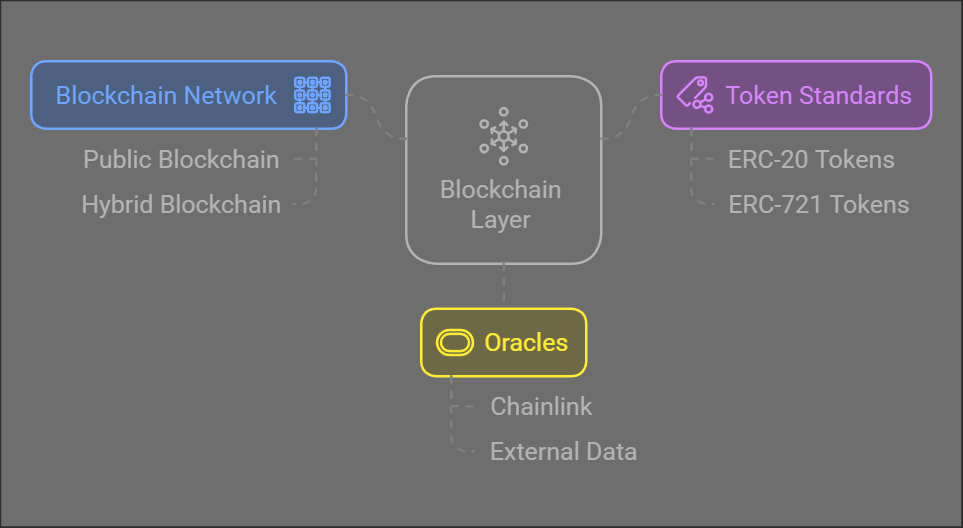 Blockchain Network
Public Blockchain
Hybrid Blockchain
Blockchain
Layer
Token Standards
ERC-20 Tokens
ERC-721 Tokens
Oracles
Chainlink
External Data